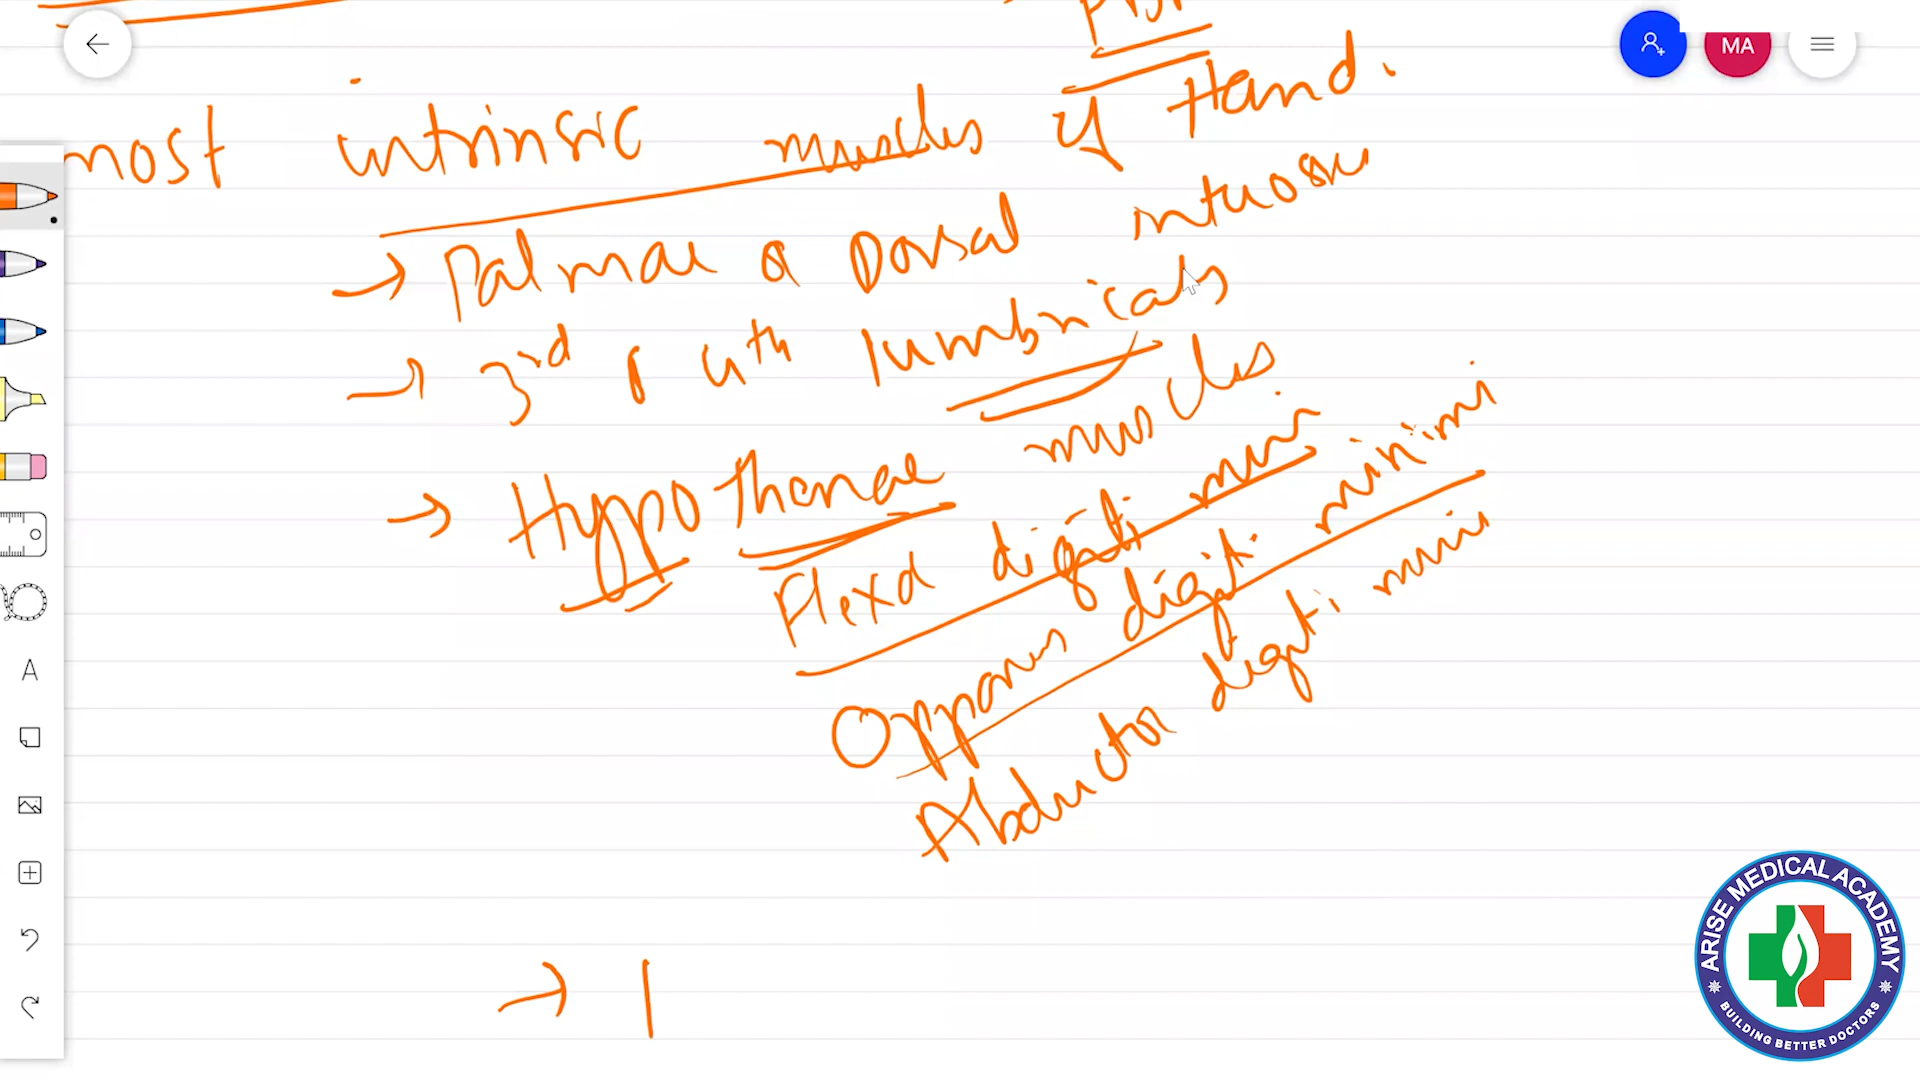 MA
most intrinsic muscles of Hand.
→ Palmar & Dorsal
→ 3rd & 4th lumbricals
→ Hypothenar muscles
Flexor digiti mini
Opponens digiti minimi
Abductor digiti mini
→
A
ARISE MEDICAL ACADEMY
BUILDING BETTER DOCTORS